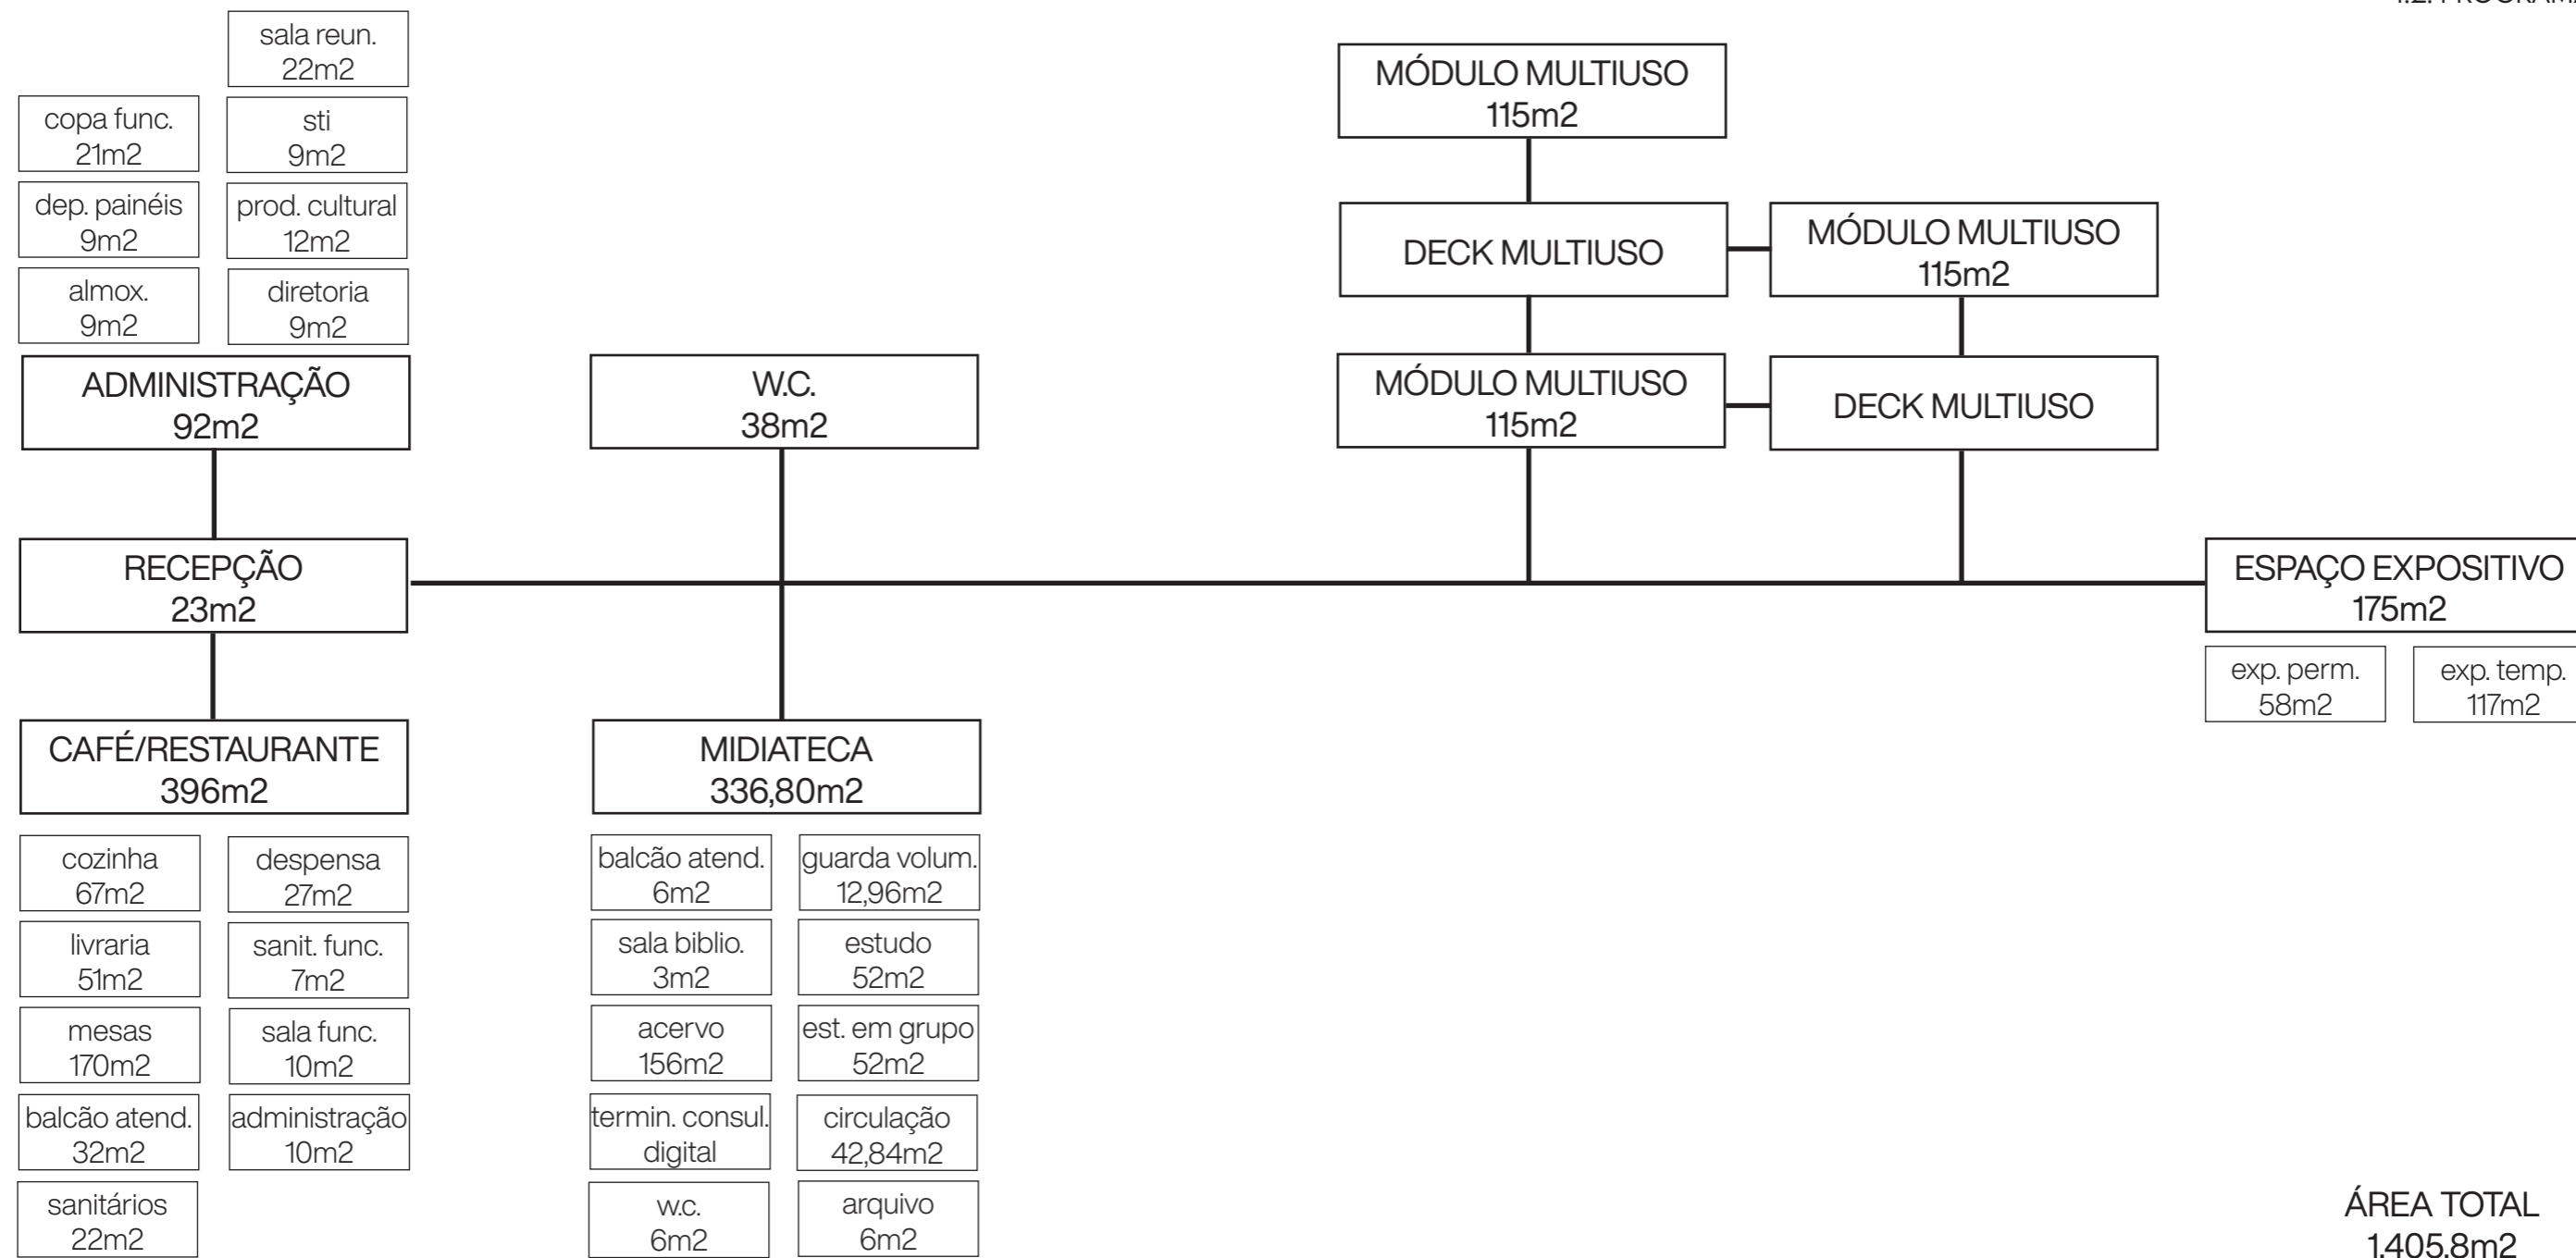 1.2. PROGRAMA
sala reun.
22m2
copa func.
21m2
sti
9m2
dep. painéis
9m2
prod. cultural
12m2
almox.
9m2
diretoria
9m2
ADMINISTRAÇÃO
92m2
RECEPÇÃO
23m2
CAFÉ/RESTAURANTE
396m2
cozinha
67m2
despensa
27m2
livraria
51m2
sanit. func.
7m2
mesas
170m2
sala func.
10m2
balcão atend.
32m2
administração
10m2
sanitários
22m2
W.C.
38m2
MIDIATECA
336,80m2
balcão atend.
6m2
guarda volum.
12,96m2
sala biblio.
3m2
estudo
52m2
acervo
156m2
est. em grupo
52m2
termin. consul.
digital
circulação
42,84m2
w.c.
6m2
arquivo
6m2
MÓDULO MULTIUSO
115m2
DECK MULTIUSO
MÓDULO MULTIUSO
115m2
MÓDULO MULTIUSO
115m2
DECK MULTIUSO
ESPAÇO EXPOSITIVO
175m2
exp. perm.
58m2
exp. temp.
117m2
ÁREA TOTAL
1.405,8m2